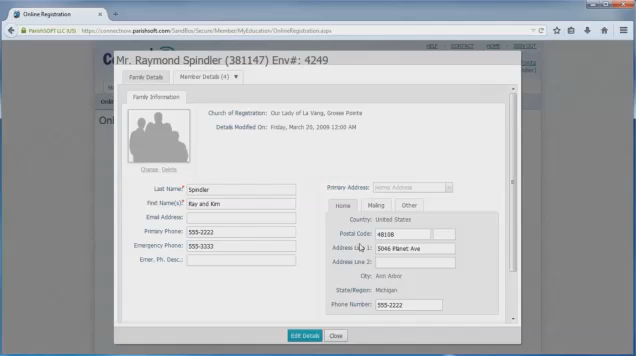 Online Registration
ParishSOFT LLC (US) https://connectnow.parishsoft.com/SandBox/Secure/Member/MyEducation/OnlineRegistration.aspx
HELP CONTACT HOME SIGN OUT
Mr. Raymond Spindler (381147) Env#: 4249
Family Details Member Details (4) ▼
Family Information
Church of Registration: Our Lady of La Vang, Grosse Pointe
Details Modified On: Friday, March 20, 2009 12:00 AM
Change Delete
Last Name:* Spindler
First Name(s)* Ray and Kim
Email Address:
Primary Phone: 555-2222
Emergency Phone: 555-3333
Emer. Ph. Desc.:
Primary Address: Home Address
Home Mailing Other
Country: United States
Postal Code: 48108
Address Line 1: 5046 Planet Ave
Address Line 2:
City: Ann Arbor
State/Region: Michigan
Phone Number: 555-2222
Edit Details Close